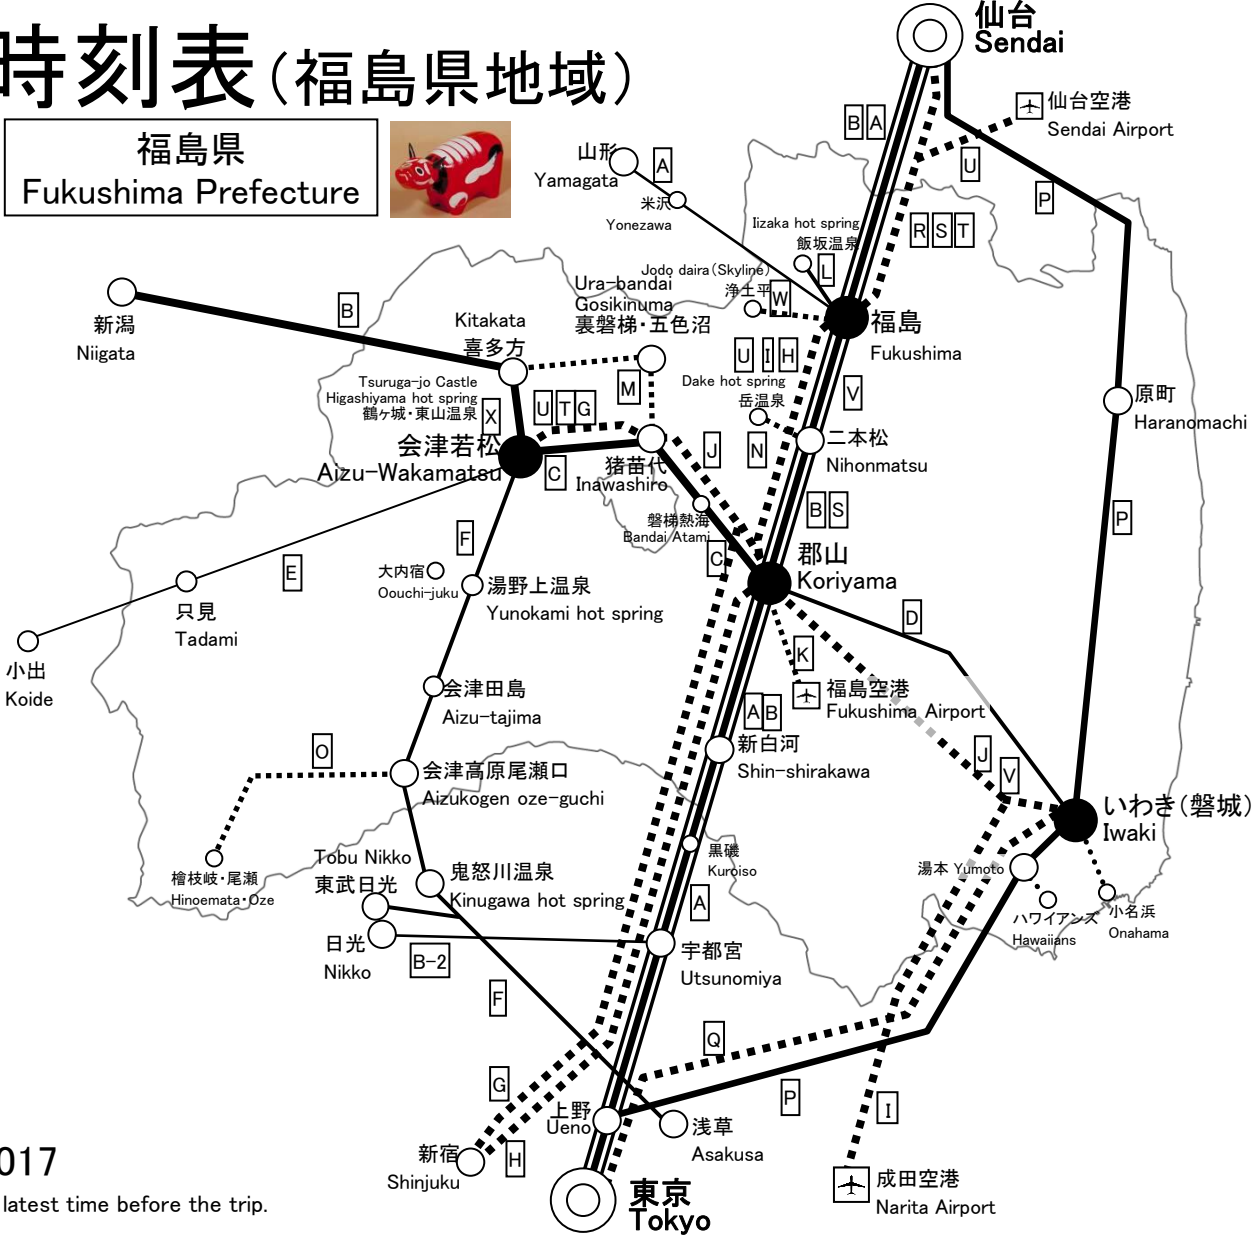 時刻表(福島県地域)
福島県
Fukushima Prefecture
仙台
Sendai
B A
仙台空港
Sendai Airport
U
P
R S T
山形
Yamagata
A
米沢
Yonezawa
Iizaka hot spring
飯坂温泉
L
Jodo daira(Skyline)
浄土平
W
Ura-bandai
Gosikinuma
裏磐梯・五色沼
福島
Fukushima
新潟
Niigata
B
Kitakata
喜多方
Tsuruga-jo Castle
Higashiyama hot spring
鶴ヶ城・東山温泉
X
U T G
M
U I H
Dake hot spring
岳温泉
V
原町
Haranomachi
会津若松
Aizu-Wakamatsu
C
猪苗代
Inawashiro
J
N
二本松
Nihonmatsu
磐梯熱海
Bandai Atami
C
B S
P
郡山
Koriyama
F
E
大内宿
Oouchi-juku
湯野上温泉
Yunokami hot spring
只見
Tadami
小出
Koide
D
K
福島空港
Fukushima Airport
会津田島
Aizu-tajima
A B
新白河
Shin-shirakawa
J
V
O
会津高原尾瀬口
Aizukogen oze-guchi
いわき(磐城)
Iwaki
檜枝岐・尾瀬
Hinoemata・Oze
Tobu Nikko
東武日光
鬼怒川温泉
Kinugawa hot spring
黒磯
Kuroiso
A
湯本 Yumoto
ハワイアンズ
Hawaiians
小名浜
Onahama
日光
Nikko
B-2
宇都宮
Utsunomiya
F
Q
G
P
I
上野
Ueno
浅草
Asakusa
新宿
Shinjuku
H
東京
Tokyo
成田空港
Narita Airport
017
latest time before the trip.